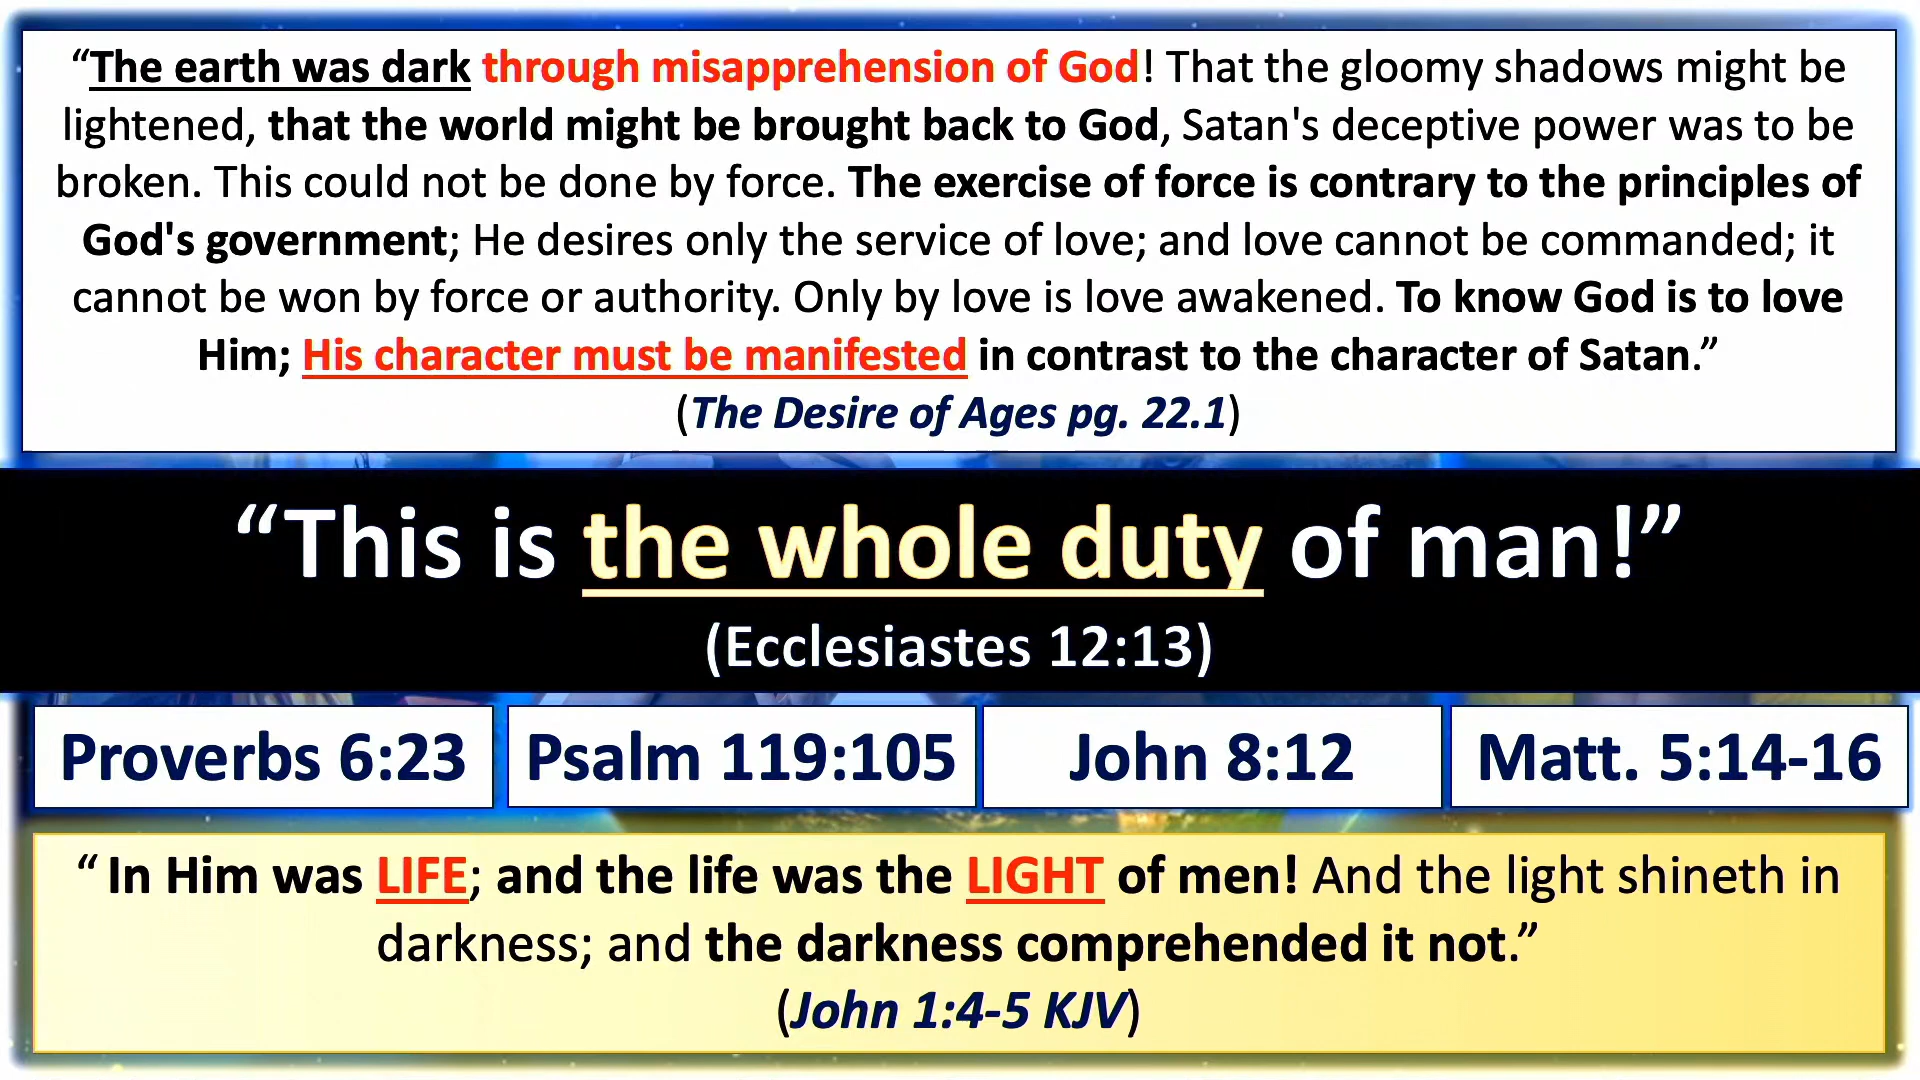 “The earth was dark through misapprehension of God! That the gloomy shadows might be
lightened, that the world might be brought back to God, Satan's deceptive power was to be
broken. This could not be done by force. The exercise of force is contrary to the principles of
God's government; He desires only the service of love; and love cannot be commanded; it
cannot be won by force or authority. Only by love is love awakened. To know God is to love
Him; His character must be manifested in contrast to the character of Satan.”
(The Desire of Ages pg. 22.1)
“This is the whole duty of man!”
(Ecclesiastes 12:13)
Proverbs 6:23
Psalm 119:105
John 8:12
Matt. 5:14-16
“ In Him was LIFE; and the life was the LIGHT of men! And the light shineth in
darkness; and the darkness comprehended it not.”
(John 1:4-5 KJV)